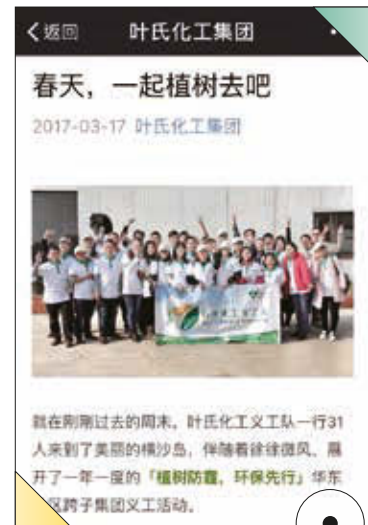 返回 叶氏化工集团
春天，一起植树去吧
2017-03-17 叶氏化工集团
就在刚刚过去的周末，叶氏化工义工队一行31
人来到了美丽的横沙岛，伴随着徐徐微风，展
开了一年一度的「植树防霾，环保先行」华东
区跨子集团义工活动。